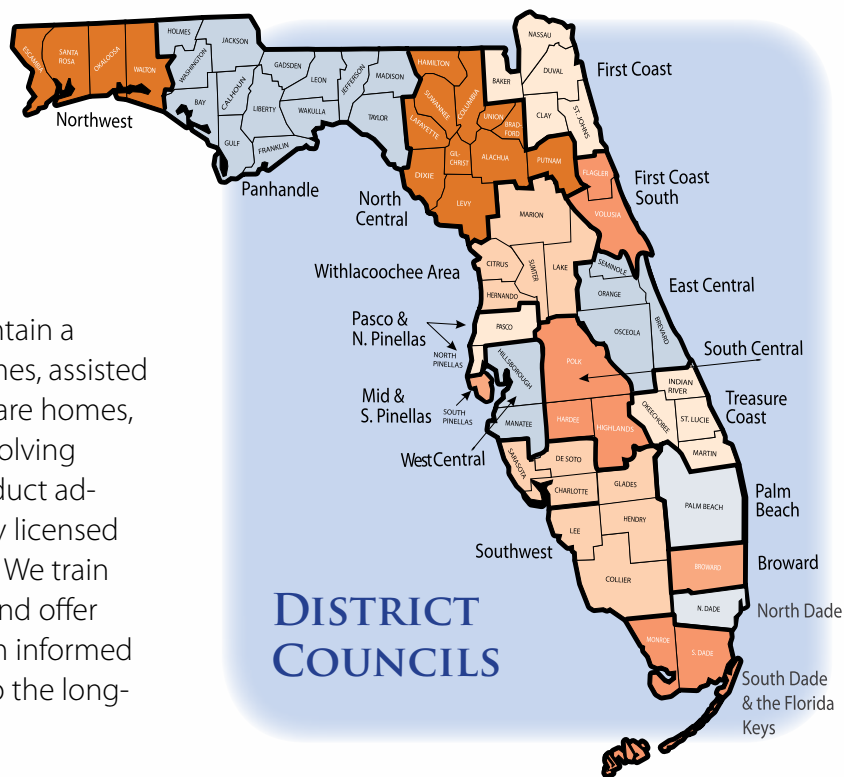 ntain a
nes, assisted
are homes,
olving
duct ad-
y licensed
We train
nd offer
n informed
o the long-
HOLMES
JACKSON
ESCAMBIA
SANTA
ROSA
OKALOOSA
WALTON
WASHINGTON
BAY
CALHOUN
GULF
LIBERTY
FRANKLIN
GADSDEN
LEON
WAKULLA
JEFFERSON
MADISON
TAYLOR
Northwest
Panhandle
HAMILTON
SUWANNEE
COLUMBIA
LAFAYETTE
UNION
BRAD-
FORD
GIL-
CHRIST
ALACHUA
PUTNAM
DIXIE
LEVY
North
Central
NASSAU
BAKER
DUVAL
CLAY
ST. JOHNS
First Coast
FLAGLER
VOLUSIA
First Coast
South
MARION
CITRUS
SUMTER
LAKE
HERNANDO
Withlacoochee Area
SEMINOLE
ORANGE
OSCEOLA
BREVARD
East Central
PASCO
Pasco &
N. Pinellas
NORTH
PINELLAS
Mid &
S. Pinellas
SOUTH
PINELLAS
HILLSBOROUGH
MANATEE
West Central
POLK
HARDEE
HIGHLANDS
South Central
INDIAN
RIVER
OKEECHOBEE
ST. LUCIE
MARTIN
Treasure
Coast
SARASOTA
DE SOTO
CHARLOTTE
GLADES
LEE
HENDRY
COLLIER
Southwest
PALM BEACH
Palm
Beach
BROWARD
Broward
N. DADE
North Dade
MONROE
S. DADE
South Dade
& the Florida
Keys
District
Councils